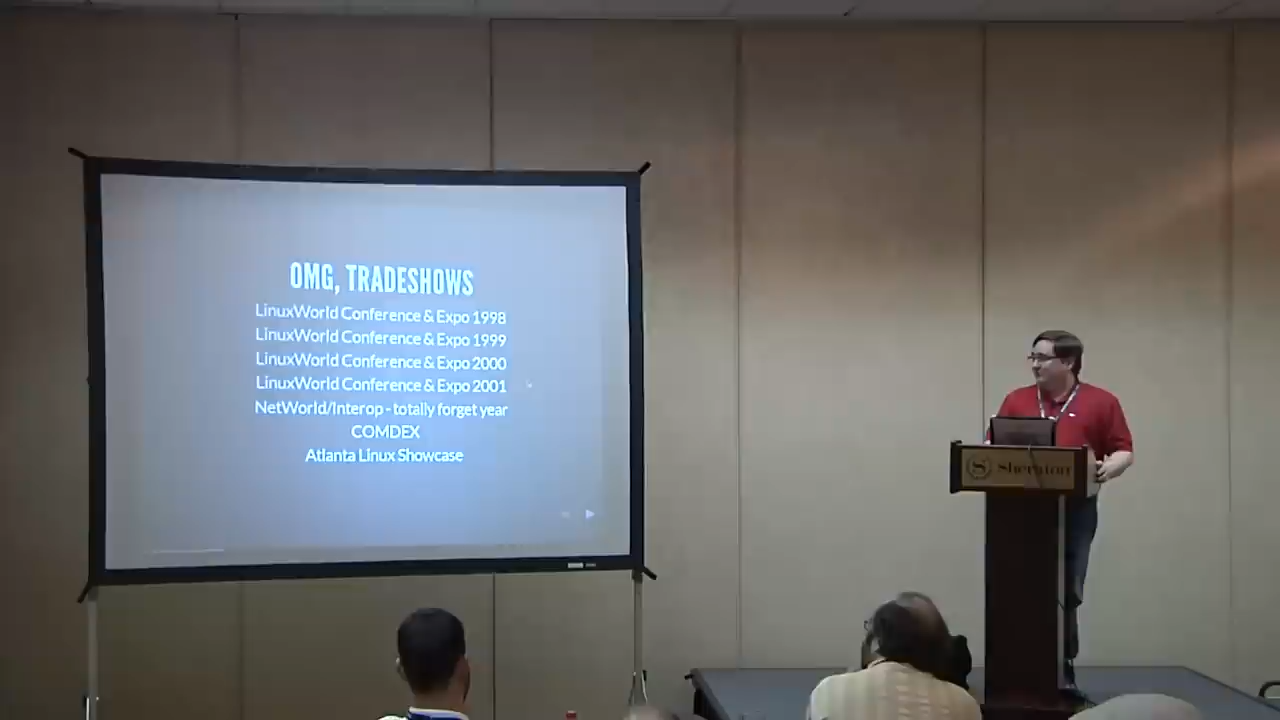 OMG, TRADESHOWS
LinuxWorld Conference & Expo 1998
LinuxWorld Conference & Expo 1999
LinuxWorld Conference & Expo 2000
LinuxWorld Conference & Expo 2001
NetWorld/Interop - totally forget year
COMDEX
Atlanta Linux Showcase
S Sheraton